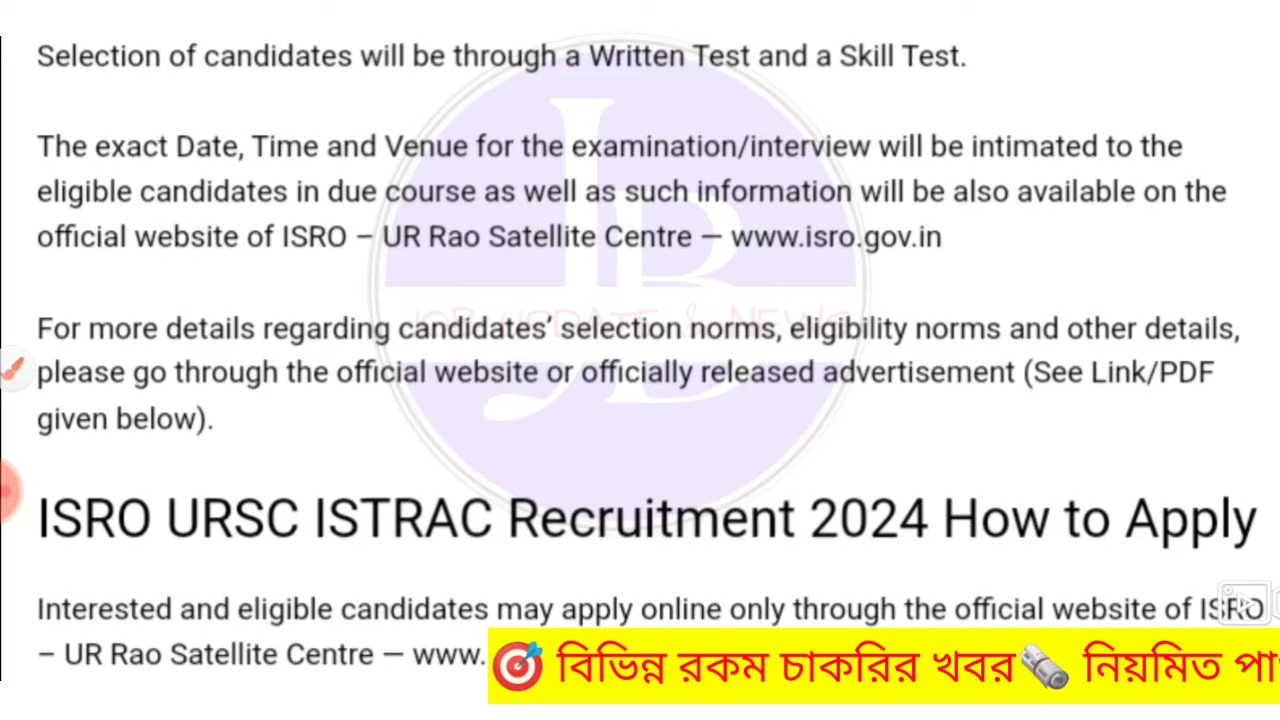 Selection of candidates will be through a Written Test and a Skill Test.
The exact Date, Time and Venue for the examination/interview will be intimated to the
eligible candidates in due course as well as such information will be also available on the
official website of ISRO – UR Rao Satellite Centre — www.isro.gov.in
JOB UPDATE & NEWS
For more details regarding candidates’ selection norms, eligibility norms and other details,
please go through the official website or officially released advertisement (See Link/PDF
given below).
ISRO URSC ISTRAC Recruitment 2024 How to Apply
Interested and eligible candidates may apply online only through the official website of ISRO
– UR Rao Satellite Centre — www.
🎯 বিভিন্ন রকম চাকরির খবর🗞️ নিয়মিত